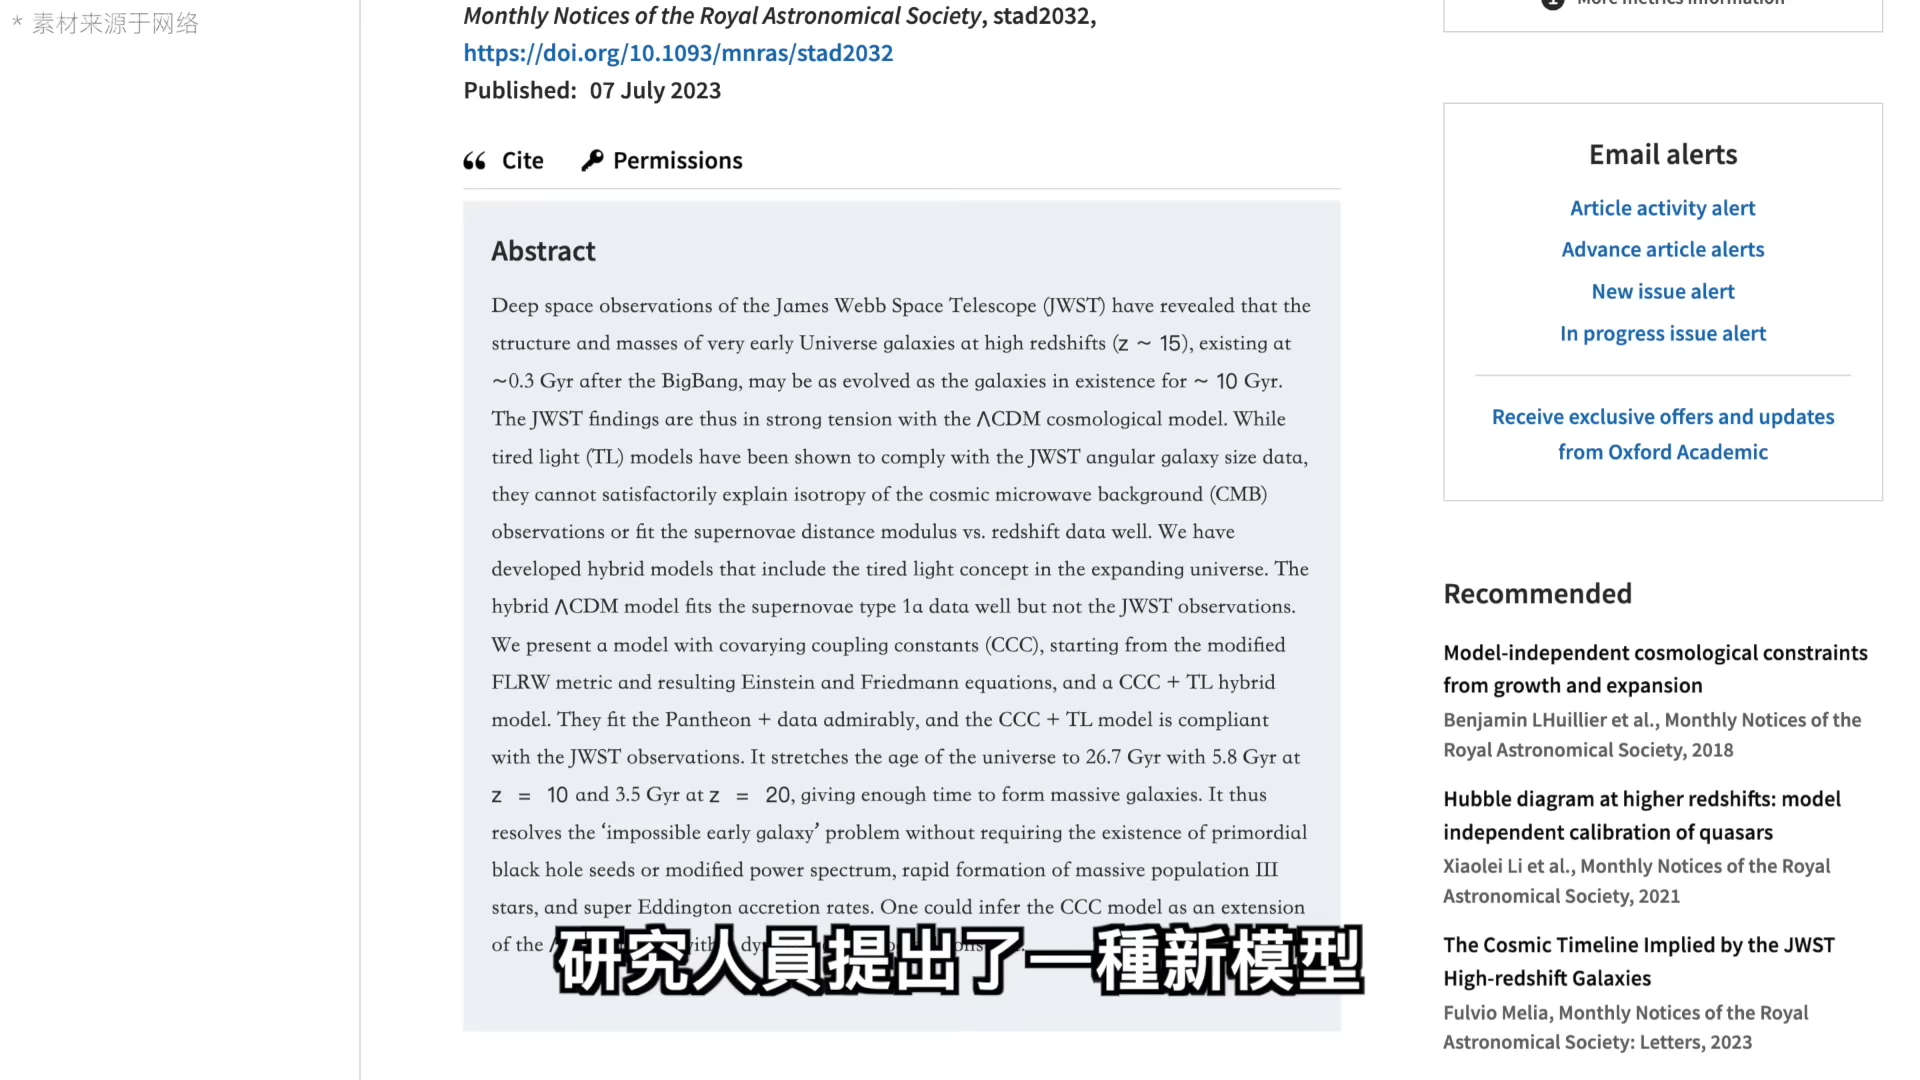 * 素材来源于网络
Monthly Notices of the Royal Astronomical Society, stad2032,
https://doi.org/10.1093/mnras/stad2032
Published: 07 July 2023
Cite Permissions
Abstract
Deep space observations of the James Webb Space Telescope (JWST) have revealed that the
structure and masses of very early Universe galaxies at high redshifts (z ~ 15), existing at
~0.3 Gyr after the BigBang, may be as evolved as the galaxies in existence for ~ 10 Gyr.
The JWST findings are thus in strong tension with the ΛCDM cosmological model. While
tired light (TL) models have been shown to comply with the JWST angular galaxy size data,
they cannot satisfactorily explain isotropy of the cosmic microwave background (CMB)
observations or fit the supernovae distance modulus vs. redshift data well. We have
developed hybrid models that include the tired light concept in the expanding universe. The
hybrid ΛCDM model fits the supernovae type 1a data well but not the JWST observations.
We present a model with covarying coupling constants (CCC), starting from the modified
FLRW metric and resulting Einstein and Friedmann equations, and a CCC + TL hybrid
model. They fit the Pantheon + data admirably, and the CCC + TL model is compliant
with the JWST observations. It stretches the age of the universe to 26.7 Gyr with 5.8 Gyr at
z = 10 and 3.5 Gyr at z = 20, giving enough time to form massive galaxies. It thus
resolves the ‘impossible early galaxy’ problem without requiring the existence of primordial
black hole seeds or modified power spectrum, rapid formation of massive population III
stars, and super Eddington accretion rates. One could infer the CCC model as an extension
of the
研究人員提出了一種新模型
More metrics information
Email alerts
Article activity alert
Advance article alerts
New issue alert
In progress issue alert
Receive exclusive offers and updates
from Oxford Academic
Recommended
Model-independent cosmological constraints
from growth and expansion
Benjamin LHuillier et al., Monthly Notices of the
Royal Astronomical Society, 2018
Hubble diagram at higher redshifts: model
independent calibration of quasars
Xiaolei Li et al., Monthly Notices of the Royal
Astronomical Society, 2021
The Cosmic Timeline Implied by the JWST
High-redshift Galaxies
Fulvio Melia, Monthly Notices of the Royal
Astronomical Society: Letters, 2023